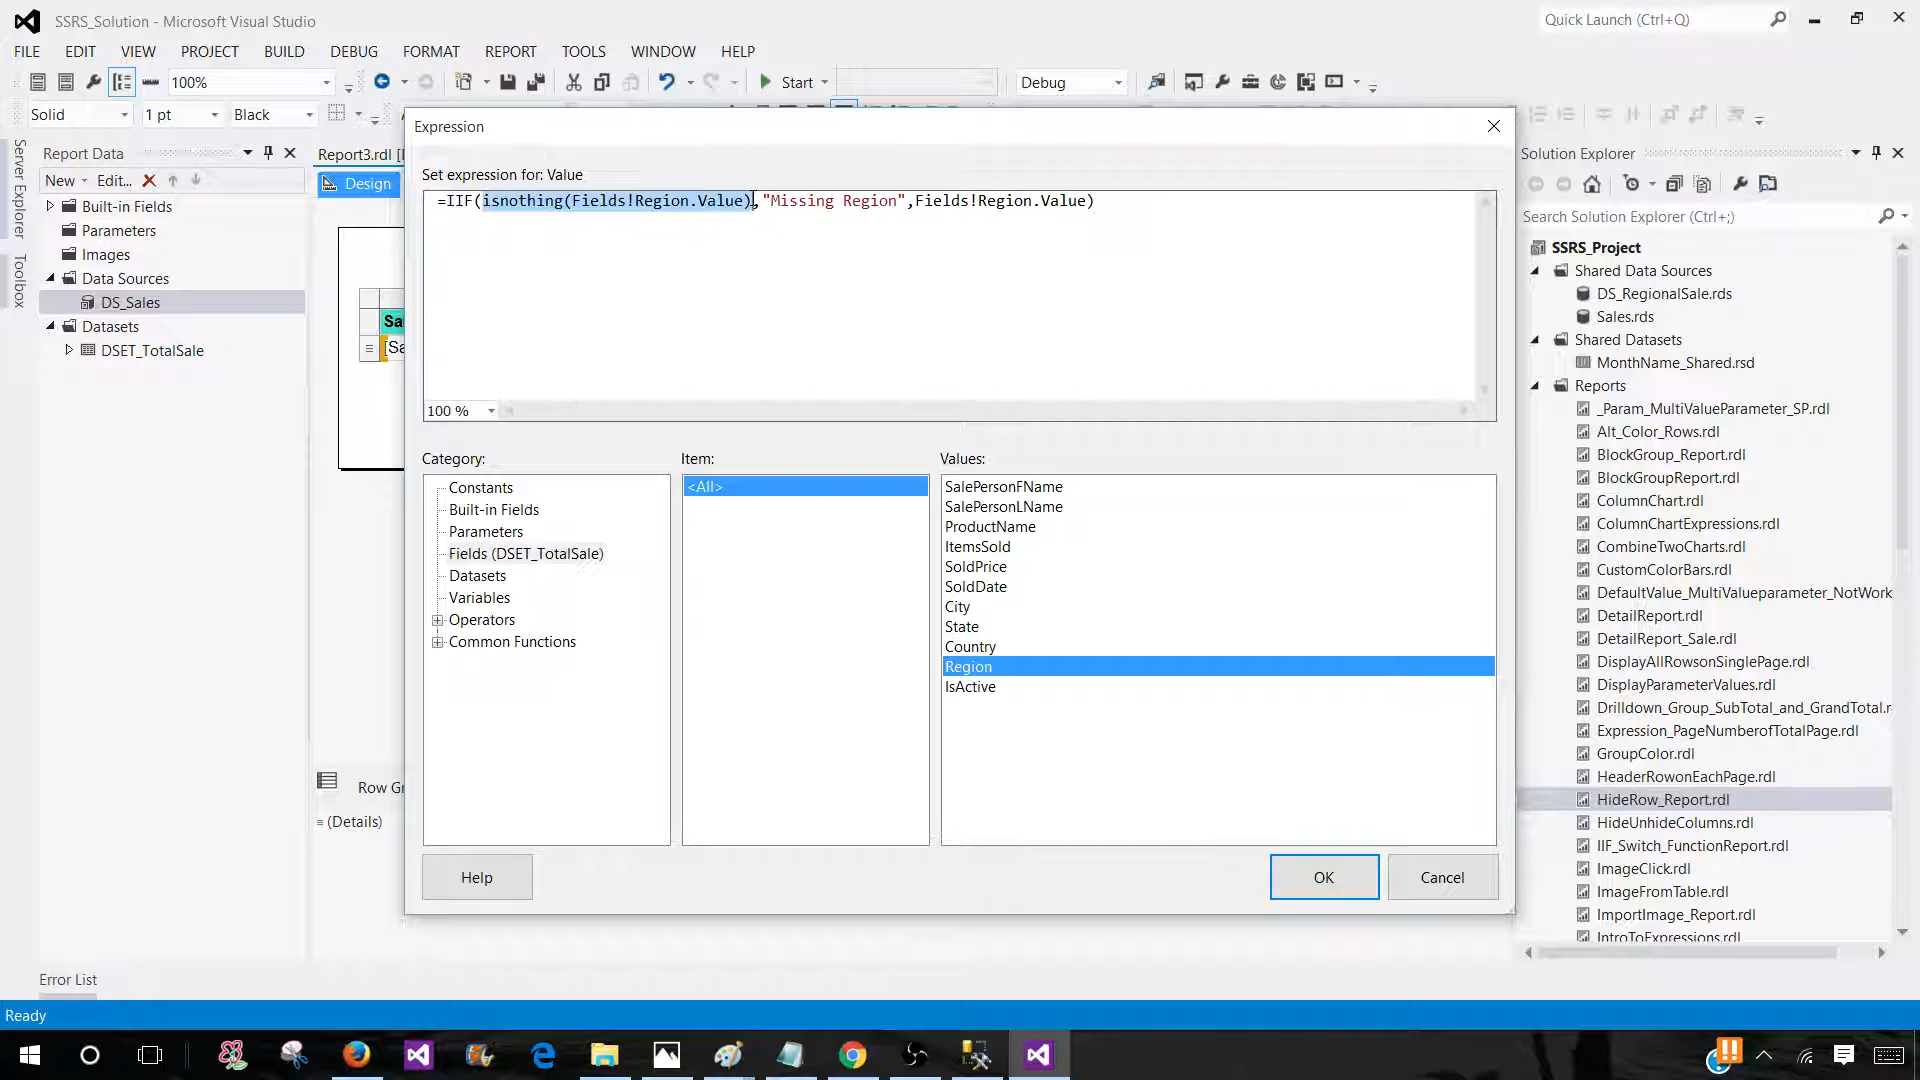 SSRS_Solution - Microsoft Visual Studio
Quick Launch (Ctrl+Q)
FILE EDIT VIEW PROJECT BUILD DEBUG FORMAT REPORT TOOLS WINDOW HELP
100% Start Debug
Solid 1 pt Black
Expression
Server Explorer
Toolbox
Report Data
Report3.rdl [
New Edit...
Design
Built-in Fields
Parameters
Images
Data Sources
DS_Sales
Datasets
DSET_TotalSale
Sa
[Sa
Row Gr
(Details)
Set expression for: Value
=IIF(isnothing(Fields!Region.Value),"Missing Region",Fields!Region.Value)
100 %
Category:
Constants
Built-in Fields
Parameters
Fields (DSET_TotalSale)
Datasets
Variables
Operators
Common Functions
Item:
<All>
Values:
SalePersonFName
SalePersonLName
ProductName
ItemsSold
SoldPrice
SoldDate
City
State
Country
Region
IsActive
Help
OK
Cancel
Solution Explorer
Search Solution Explorer (Ctrl+;)
SSRS_Project
Shared Data Sources
DS_RegionalSale.rds
Sales.rds
Shared Datasets
MonthName_Shared.rsd
Reports
_Param_MultiValueParameter_SP.rdl
Alt_Color_Rows.rdl
BlockGroup_Report.rdl
BlockGroupReport.rdl
ColumnChart.rdl
ColumnChartExpressions.rdl
CombineTwoCharts.rdl
CustomColorBars.rdl
DefaultValue_MultiValueparameter_NotWork
DetailReport.rdl
DetailReport_Sale.rdl
DisplayAllRowsonSinglePage.rdl
DisplayParameterValues.rdl
Drilldown_Group_SubTotal_and_GrandTotal.r
Expression_PageNumberofTotalPage.rdl
GroupColor.rdl
HeaderRowonEachPage.rdl
HideRow_Report.rdl
HideUnhideColumns.rdl
IIF_Switch_FunctionReport.rdl
ImageClick.rdl
ImageFromTable.rdl
ImportImage_Report.rdl
IntroToExpressions.rdl
Error List
Ready